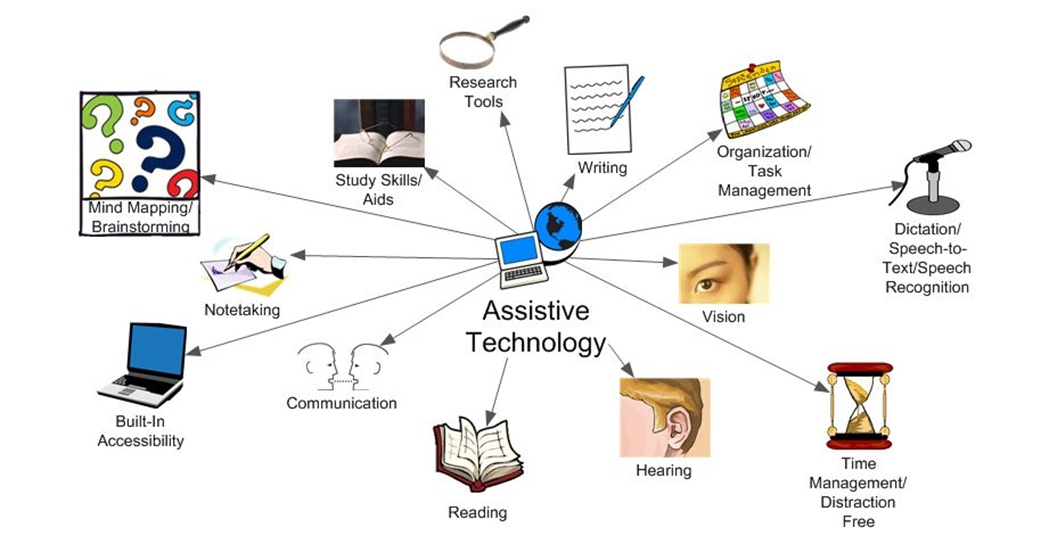 Research
Tools
Writing
September
Organization/
Task
Management
Study Skills/
Aids
Mind Mapping/
Brainstorming
Dictation/
Speech-to-
Text/Speech
Recognition
Notetaking
Assistive
Technology
Vision
Built-In
Accessibility
Communication
Reading
Hearing
Time
Management/
Distraction
Free